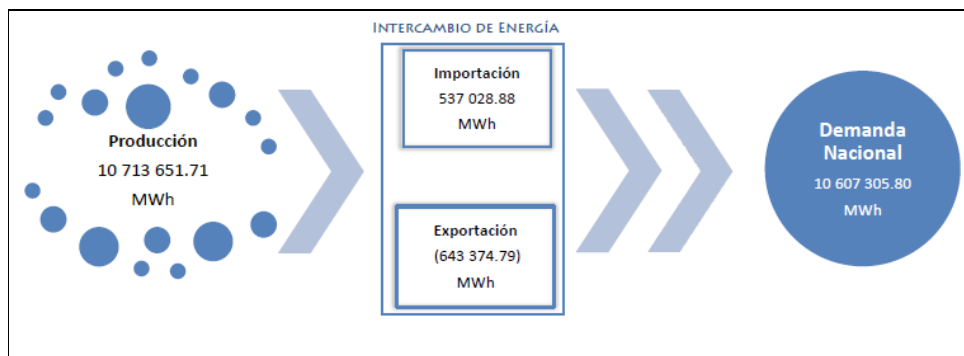 INTERCAMBIO DE ENERGÍA
Producción
10 713 651.71
MWh
Importación
537 028.88
MWh
Exportación
(643 374.79)
MWh
Demanda
Nacional
10 607 305.80
MWh